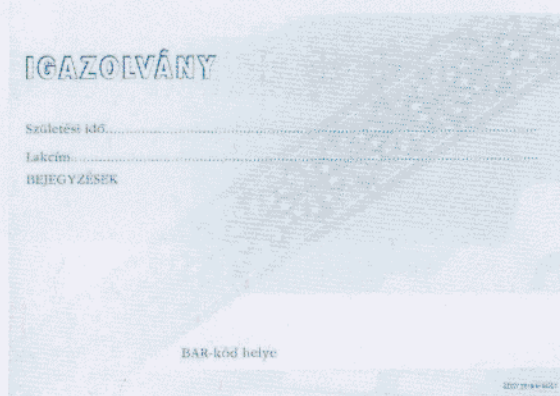 IGAZOLVÁNY
Születési idő
Lakcím
BEJEGYZÉSEK
BAR-kód helye